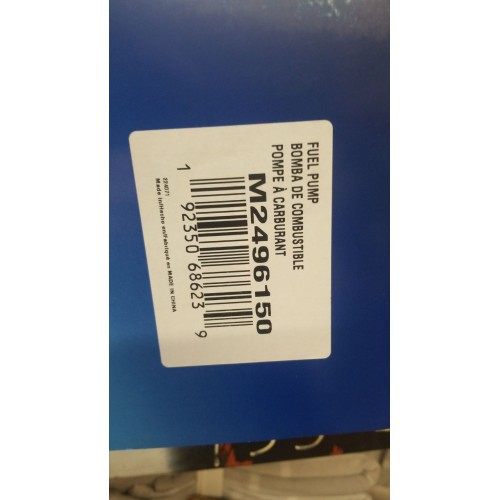 FUEL PUMP
BOMBA DE COMBUSTIBLE
POMPE À CARBURANT
M2496150
1 92350 68623 9
224071
Made in/Hecho en/Fabriqué en MADE IN CHINA